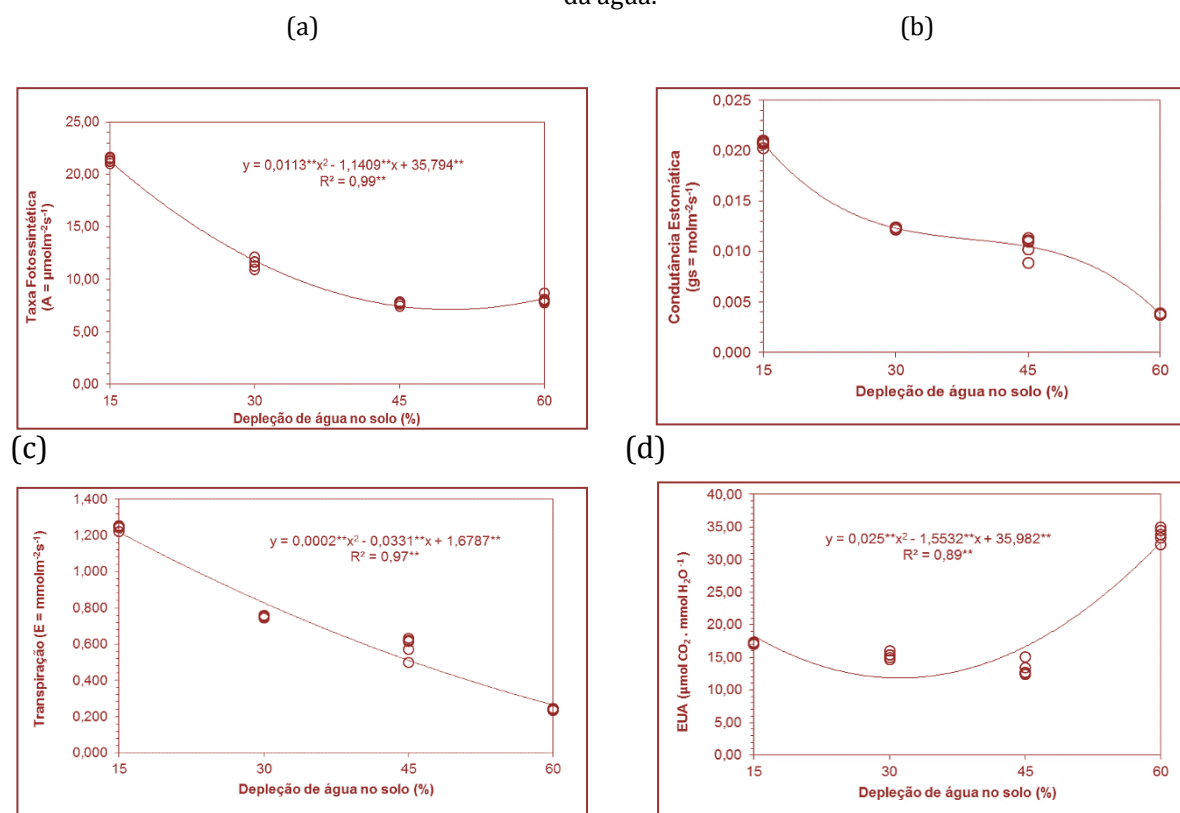 da água.
(a)
(b)
25,00
20,00
15,00
10,00
5,00
0,00
15
30
45
60
Taxa Fotossintética
(A = µmolm⁻²s⁻¹)
y = 0,0113**x² - 1,1409**x + 35,794**
R² = 0,99**
Depleção de água no solo (%)
0,025
0,020
0,015
0,010
0,005
0,000
15
30
45
60
Condutância Estomática
(gs = molm⁻²s⁻¹)
Depleção de água no solo (%)
(c)
(d)
1,400
1,200
1,000
0,800
0,600
0,400
0,200
0,000
15
30
45
60
Transpiração (E = mmolm⁻²s⁻¹)
y = 0,0002**x² - 0,0331**x + 1,6787**
R² = 0,97**
Depleção de água no solo (%)
40,00
35,00
30,00
25,00
20,00
15,00
10,00
5,00
0,00
15
30
45
60
EUA (µmol CO₂ . mmol H₂O⁻¹)
y = 0,025**x² - 1,5532**x + 35,982**
R² = 0,89**
Depleção de água no solo (%)